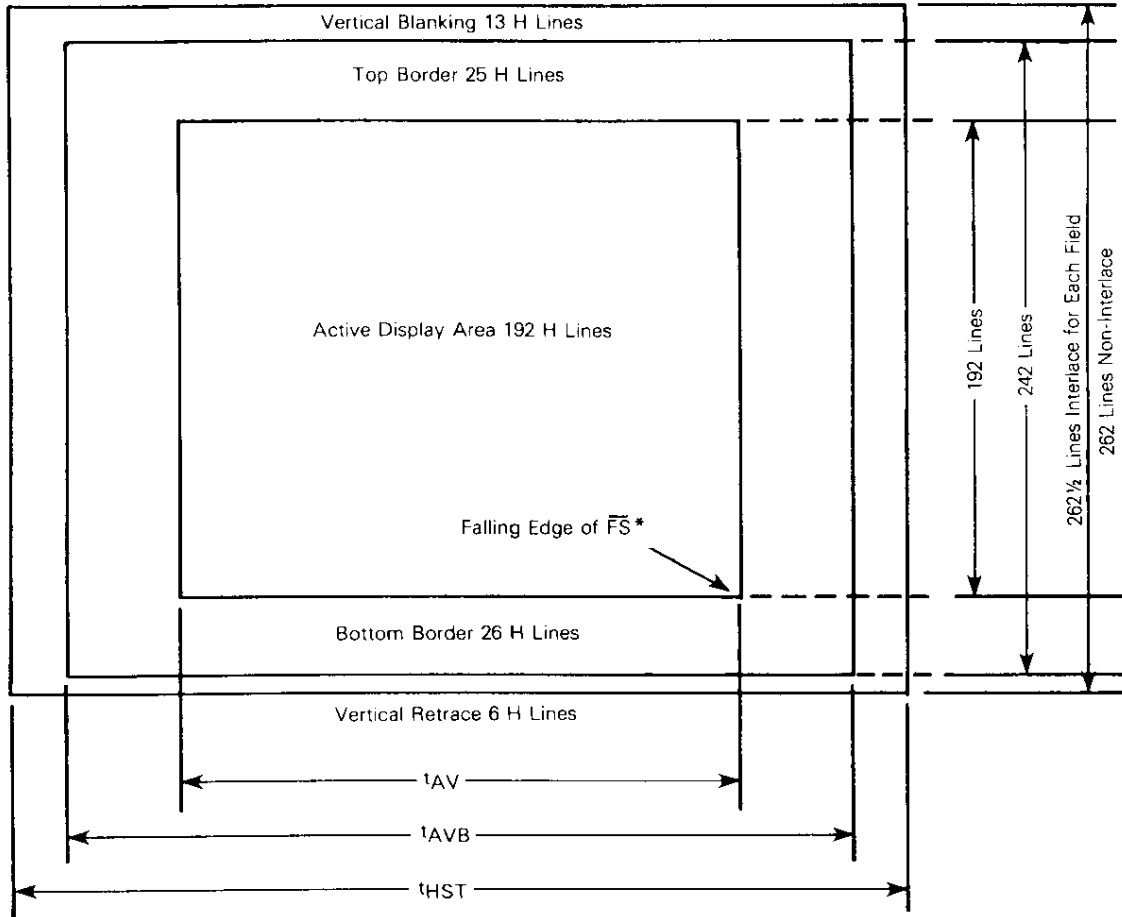 Vertical Blanking 13 H Lines
Top Border 25 H Lines
Active Display Area 192 H Lines
Falling Edge of F̅S̅*
Bottom Border 26 H Lines
Vertical Retrace 6 H Lines
tAV
tAVB
tHST
192 Lines
242 Lines
262½ Lines Interlace for Each Field
262 Lines Non-Interlace